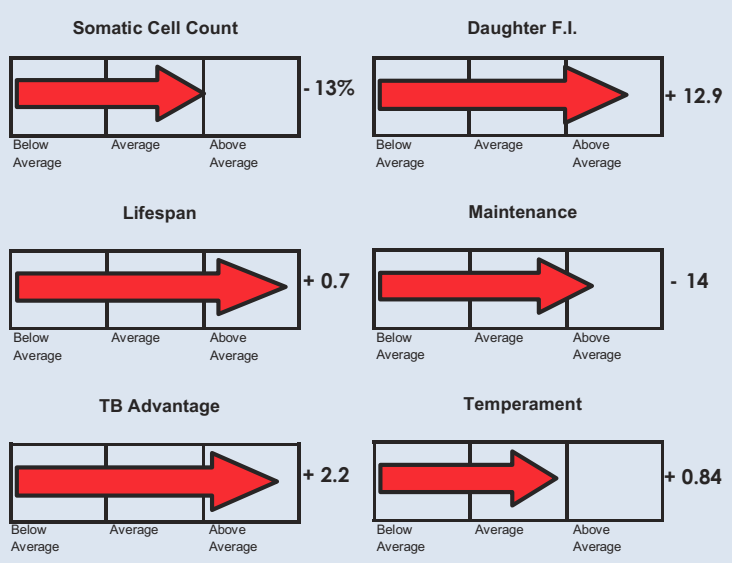 Somatic Cell Count
- 13%
Below Average
Average
Above Average
Daughter F.I.
+ 12.9
Below Average
Average
Above Average
Lifespan
+ 0.7
Below Average
Average
Above Average
Maintenance
- 14
Below Average
Average
Above Average
TB Advantage
+ 2.2
Below Average
Average
Above Average
Temperament
+ 0.84
Below Average
Average
Above Average